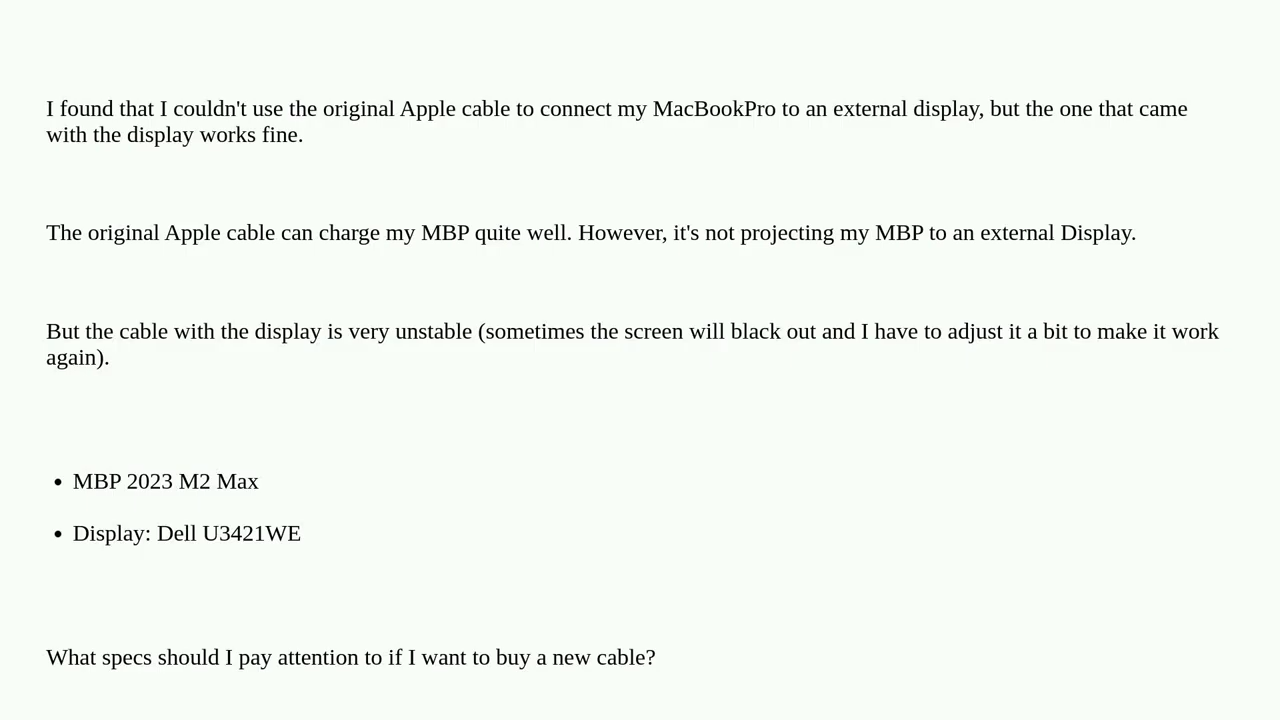 I found that I couldn't use the original Apple cable to connect my MacBookPro to an external display, but the one that came
with the display works fine.
The original Apple cable can charge my MBP quite well. However, it's not projecting my MBP to an external Display.
But the cable with the display is very unstable (sometimes the screen will black out and I have to adjust it a bit to make it work
again).
• MBP 2023 M2 Max
• Display: Dell U3421WE
What specs should I pay attention to if I want to buy a new cable?